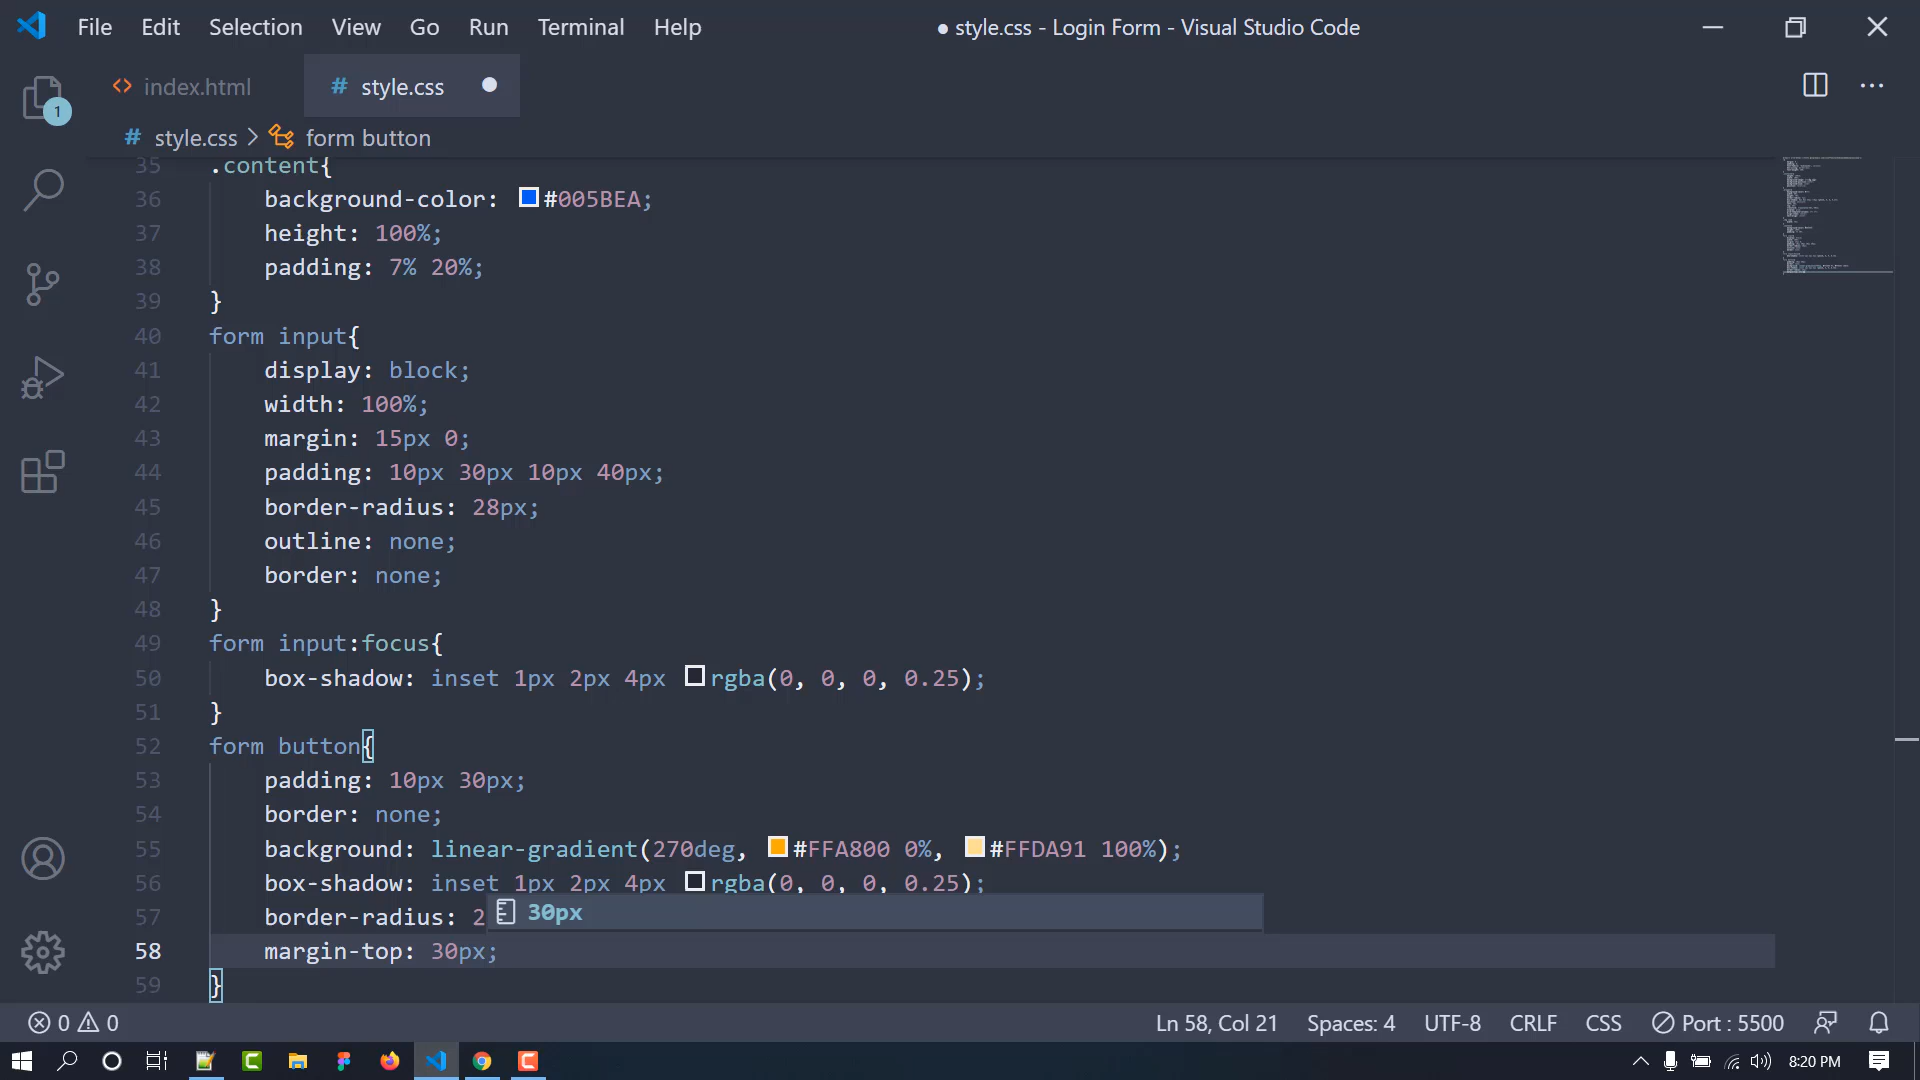 File Edit Selection View Go Run Terminal Help ● style.css - Login Form - Visual Studio Code
1
<> index.html # style.css
# style.css > form button
35 .content{
36 background-color: #005BEA;
37 height: 100%;
38 padding: 7% 20%;
39 }
40 form input{
41 display: block;
42 width: 100%;
43 margin: 15px 0;
44 padding: 10px 30px 10px 40px;
45 border-radius: 28px;
46 outline: none;
47 border: none;
48 }
49 form input:focus{
50 box-shadow: inset 1px 2px 4px rgba(0, 0, 0, 0.25);
51 }
52 form button{
53 padding: 10px 30px;
54 border: none;
55 background: linear-gradient(270deg, #FFA800 0%, #FFDA91 100%);
56 box-shadow: inset 1px 2px 4px rgba(0, 0, 0, 0.25);
57 border-radius: 2 30px
58 margin-top: 30px;
59 }
0 0 Ln 58, Col 21 Spaces: 4 UTF-8 CRLF CSS Port : 5500
8:20 PM